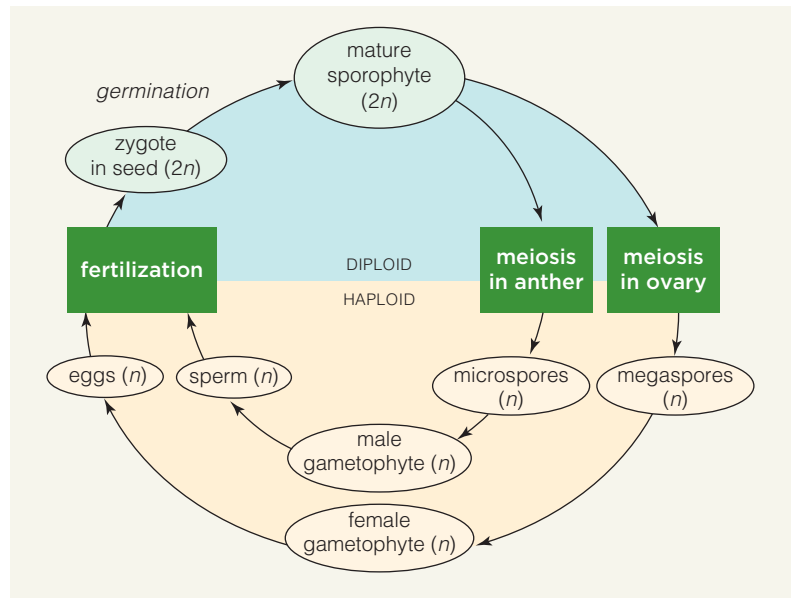 mature
sporophyte
(2n)
germination
zygote
in seed (2n)
fertilization
meiosis
in anther
meiosis
in ovary
DIPLOID
HAPLOID
eggs (n)
sperm (n)
microspores
(n)
megaspores
(n)
male
gametophyte (n)
female
gametophyte (n)